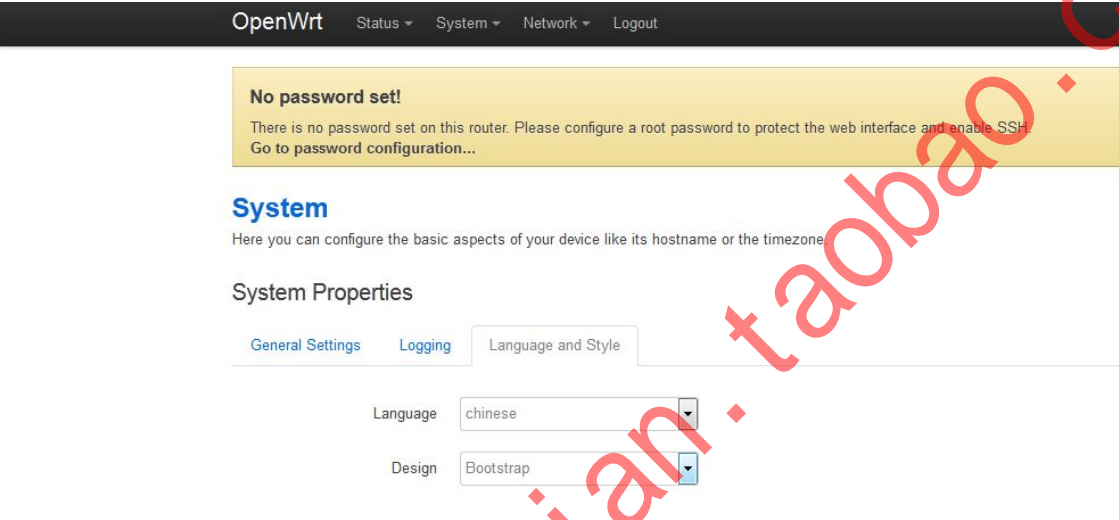 OpenWrt Status System Network Logout
No password set!
There is no password set on this router. Please configure a root password to protect the web interface and enable SSH.
Go to password configuration...
System
Here you can configure the basic aspects of your device like its hostname or the timezone.
System Properties
General Settings Logging Language and Style
Language chinese
Design Bootstrap
ian.taobao.c